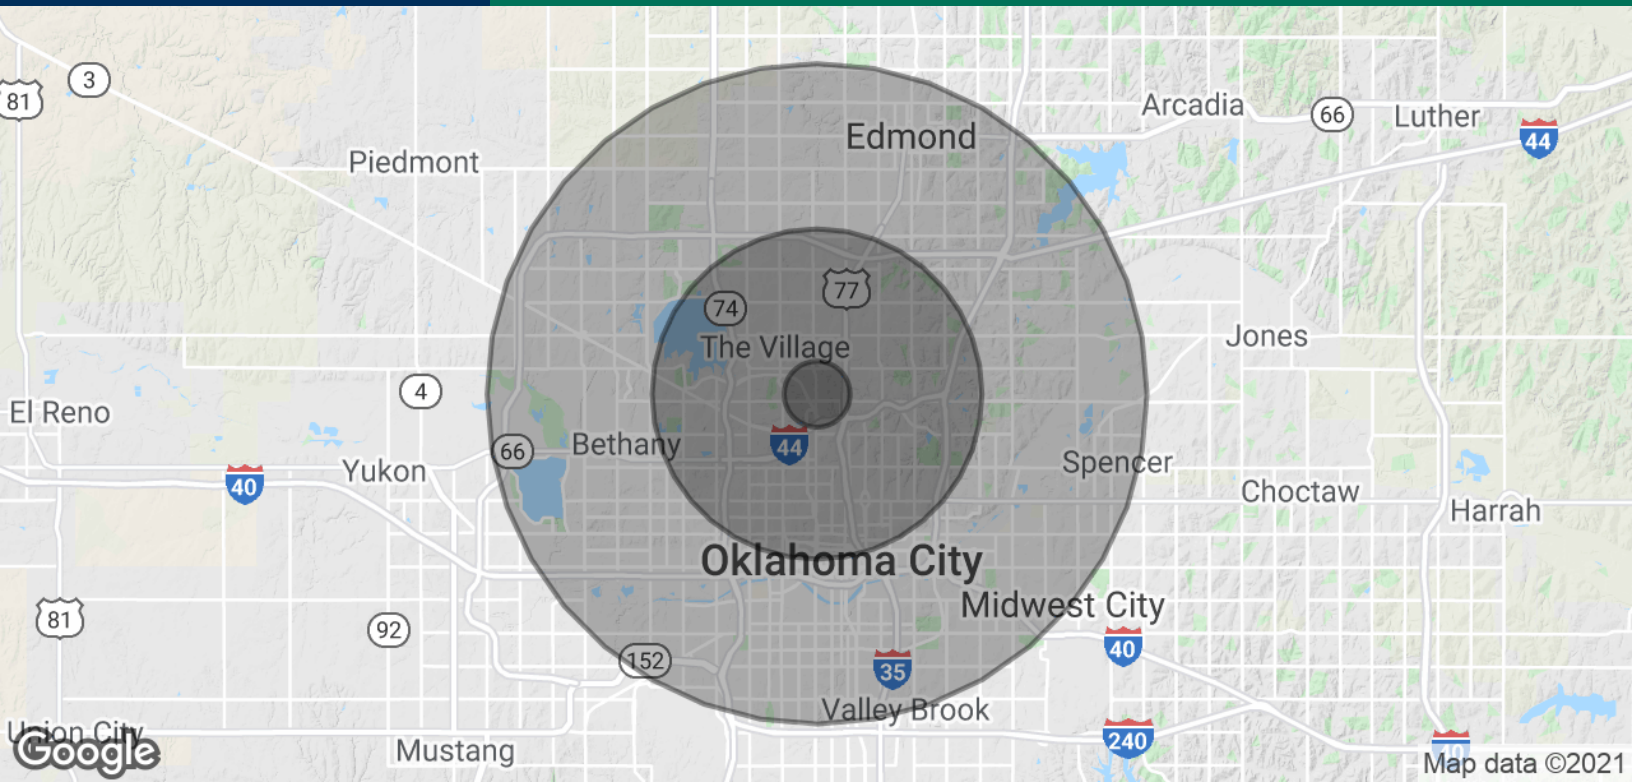 3
81
Arcadia
66
Luther
44
Edmond
Piedmont
77
74
The Village
Jones
4
El Reno
Bethany
44
66
Yukon
40
Spencer
Choctaw
Harrah
Oklahoma City
Midwest City
81
92
152
40
35
Valley Brook
Union City
Mustang
240
40
Google
Map data ©2021